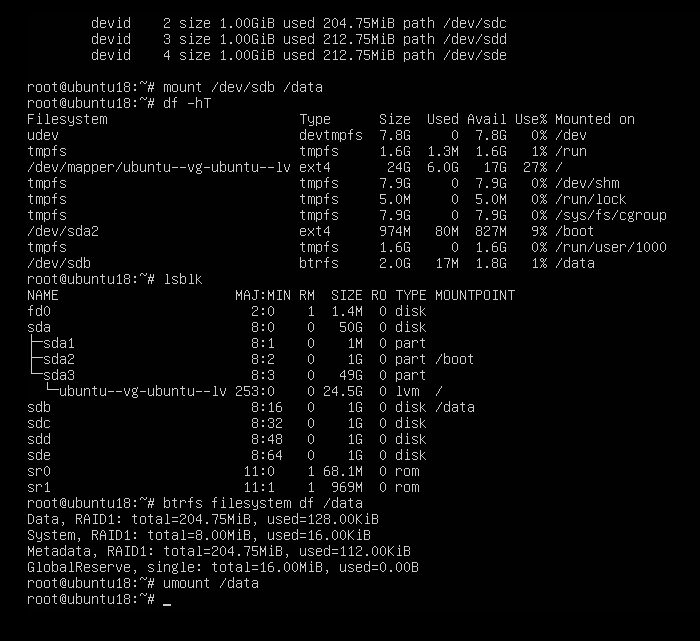 devid    2 size 1.00GiB used 204.75MiB path /dev/sdc
devid    3 size 1.00GiB used 212.75MiB path /dev/sdd
devid    4 size 1.00GiB used 212.75MiB path /dev/sde
root@ubuntu18:~# mount /dev/sdb /data
root@ubuntu18:~# df -hT
Filesystem                        Type      Size  Used Avail Use% Mounted on
udev                              devtmpfs  7.8G     0  7.8G   0% /dev
tmpfs                             tmpfs     1.6G  1.3M  1.6G   1% /run
/dev/mapper/ubuntu--vg-ubuntu--lv ext4       24G  6.0G   17G  27% /
tmpfs                             tmpfs     7.9G     0  7.9G   0% /dev/shm
tmpfs                             tmpfs     5.0M     0  5.0M   0% /run/lock
tmpfs                             tmpfs     7.9G     0  7.9G   0% /sys/fs/cgroup
/dev/sda2                         ext4      974M   80M  827M   9% /boot
tmpfs                             tmpfs     1.6G     0  1.6G   0% /run/user/1000
/dev/sdb                          btrfs     2.0G   17M  1.8G   1% /data
root@ubuntu18:~# lsblk
NAME                      MAJ:MIN RM  SIZE RO TYPE MOUNTPOINT
fd0                         2:0    1  1.4M  0 disk
sda                         8:0    0   50G  0 disk
├─sda1                      8:1    0    1M  0 part
├─sda2                      8:2    0    1G  0 part /boot
└─sda3                      8:3    0   49G  0 part
  └─ubuntu--vg-ubuntu--lv 253:0    0 24.5G  0 lvm  /
sdb                         8:16   0    1G  0 disk /data
sdc                         8:32   0    1G  0 disk
sdd                         8:48   0    1G  0 disk
sde                         8:64   0    1G  0 disk
sr0                        11:0    1 68.1M  0 rom
sr1                        11:1    1  969M  0 rom
root@ubuntu18:~# btrfs filesystem df /data
Data, RAID1: total=204.75MiB, used=128.00KiB
System, RAID1: total=8.00MiB, used=16.00KiB
Metadata, RAID1: total=204.75MiB, used=112.00KiB
GlobalReserve, single: total=16.00MiB, used=0.00B
root@ubuntu18:~# umount /data
root@ubuntu18:~# _